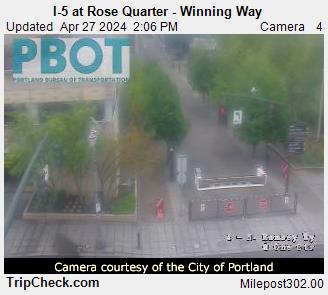 I-5 at Rose Quarter - Winning Way
Updated Apr 27 2024 2:06 PM Camera 4
PBOT
PORTLAND BUREAU OF TRANSPORTATION
Camera courtesy of the City of Portland
TripCheck.com Milepost302.00